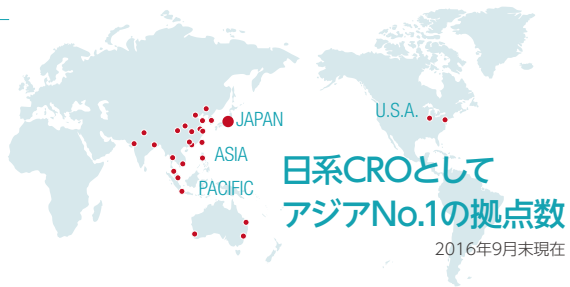 JAPAN
U.S.A.
ASIA
PACIFIC
日系CROとして
アジアNo.1の拠点数
2016年9月末現在